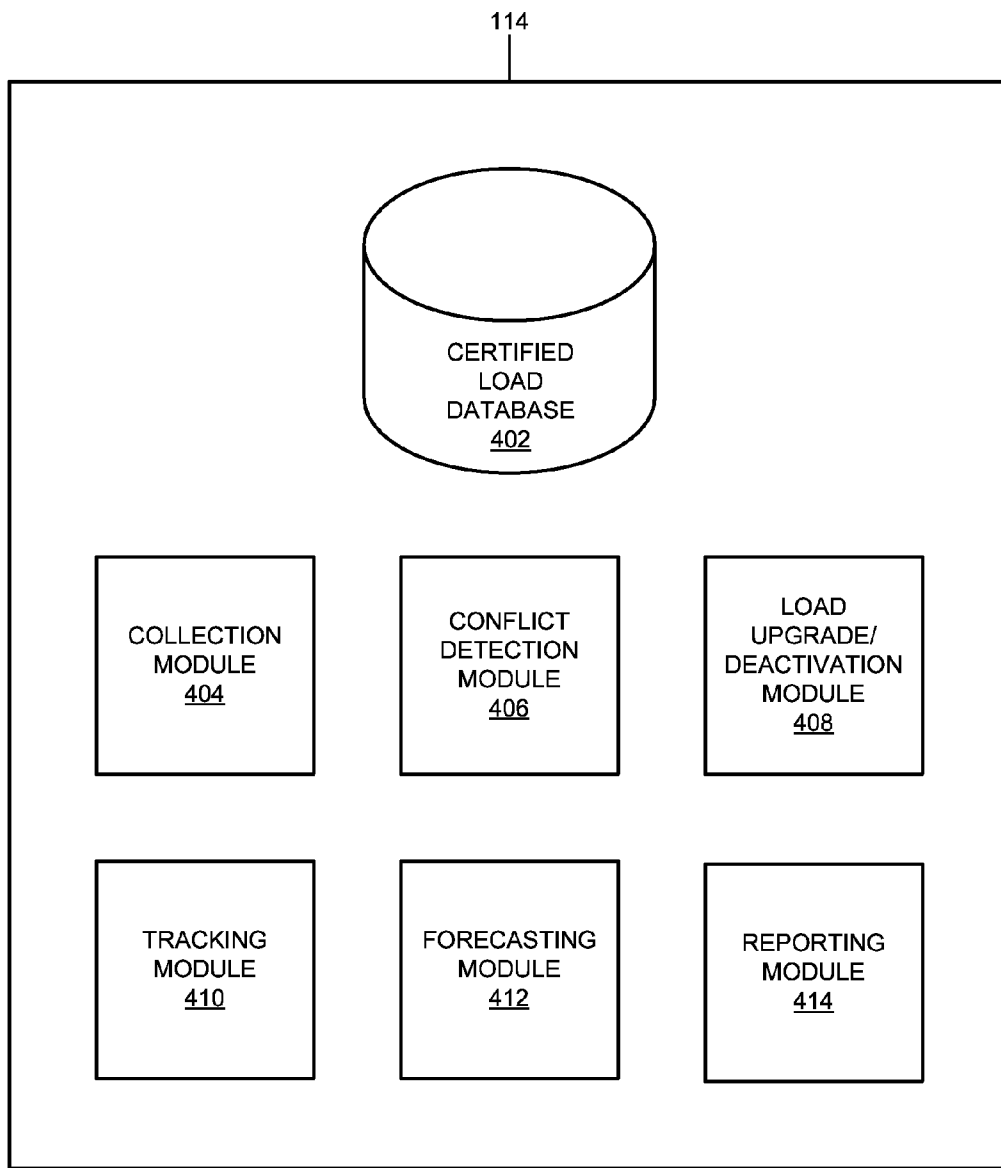 114
CERTIFIED
LOAD
DATABASE
402
COLLECTION
MODULE
404
CONFLICT
DETECTION
MODULE
406
LOAD
UPGRADE/
DEACTIVATION
MODULE
408
TRACKING
MODULE
410
FORECASTING
MODULE
412
REPORTING
MODULE
414